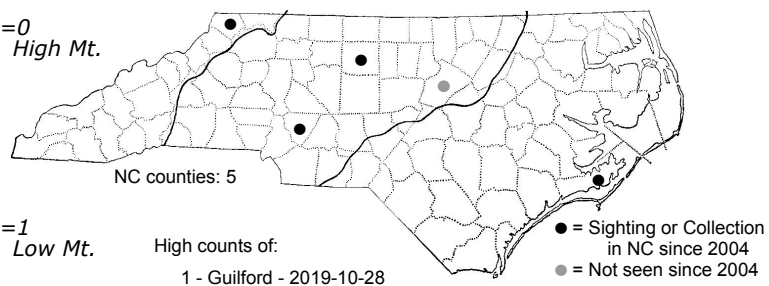 =0
High Mt.
NC counties: 5
=1
Low Mt.
High counts of:
1 - Guilford - 2019-10-28
● = Sighting or Collection
in NC since 2004
● = Not seen since 2004